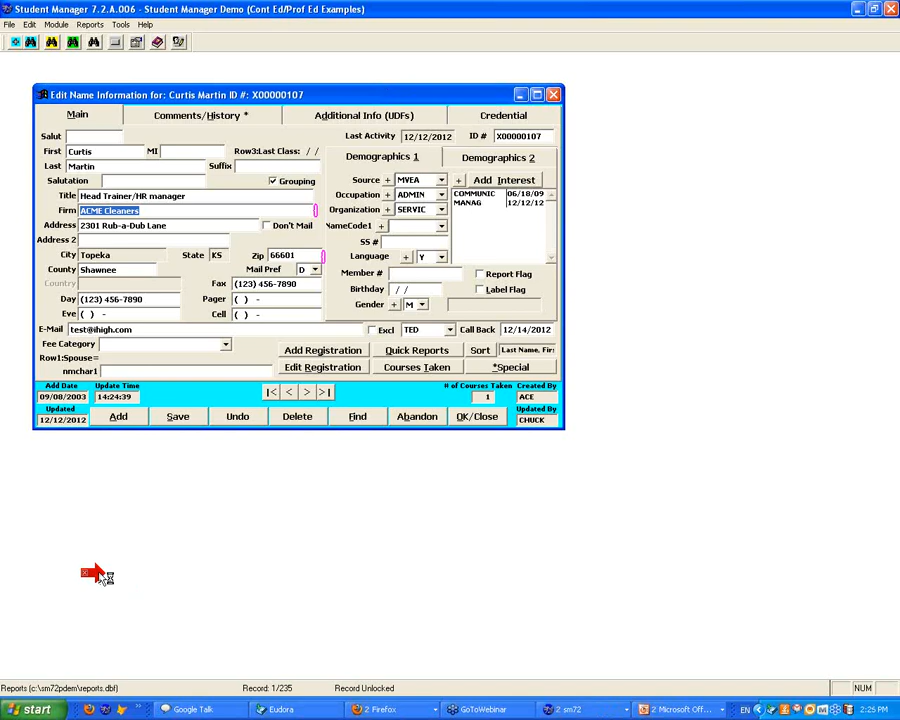 Student Manager 7.2.A.006 - Student Manager Demo (Cont Ed/Prof Ed Examples)
File Edit Module Reports Tools Help
Edit Name Information for: Curtis Martin ID #: X00000107
Main Comments/History * Additional Info (UDFs) Credential
Salut Last Activity 12/12/2012 ID # X00000107
First Curtis MI Row3:Last Class: / /
Last Martin Suffix
Demographics 1 Demographics 2
Salutation Grouping
Source + MVEA + Add Interest
Title Head Trainer/HR manager
Occupation + ADMIN
COMMUNIC 06/18/09
MANAG 12/12/12
Firm ACME Cleaners
Organization + SERVIC
Address 2301 Rub-a-Dub Lane Don't Mail
NameCode1 +
Address 2
SS #
City Topeka State KS Zip 66601
Language + Y
County Shawnee Mail Pref D
Member # Report Flag
Country Fax (123) 456-7890
Birthday / / Label Flag
Day (123) 456-7890 Pager ( ) -
Gender + M
Eve ( ) - Cell ( ) -
E-Mail test@ihigh.com Excl TED Call Back 12/14/2012
Fee Category
Add Registration Quick Reports Sort Last Name, Firs
Row1:Spouse=
nmchar1
Edit Registration Courses Taken *Special
Add Date Update Time # of Courses Taken Created By
09/08/2003 14:24:39 |< < > >| 1 ACE
Updated Updated By
12/12/2012 Add Save Undo Delete Find Abandon OK/Close CHUCK
Reports (c:\sm72pdem\reports.dbf) Record: 1/235 Record Unlocked NUM
start Google Talk Eudora 2 Firefox GoToWebinar 2 sm72 2 Microsoft Off... EN 2:25 PM